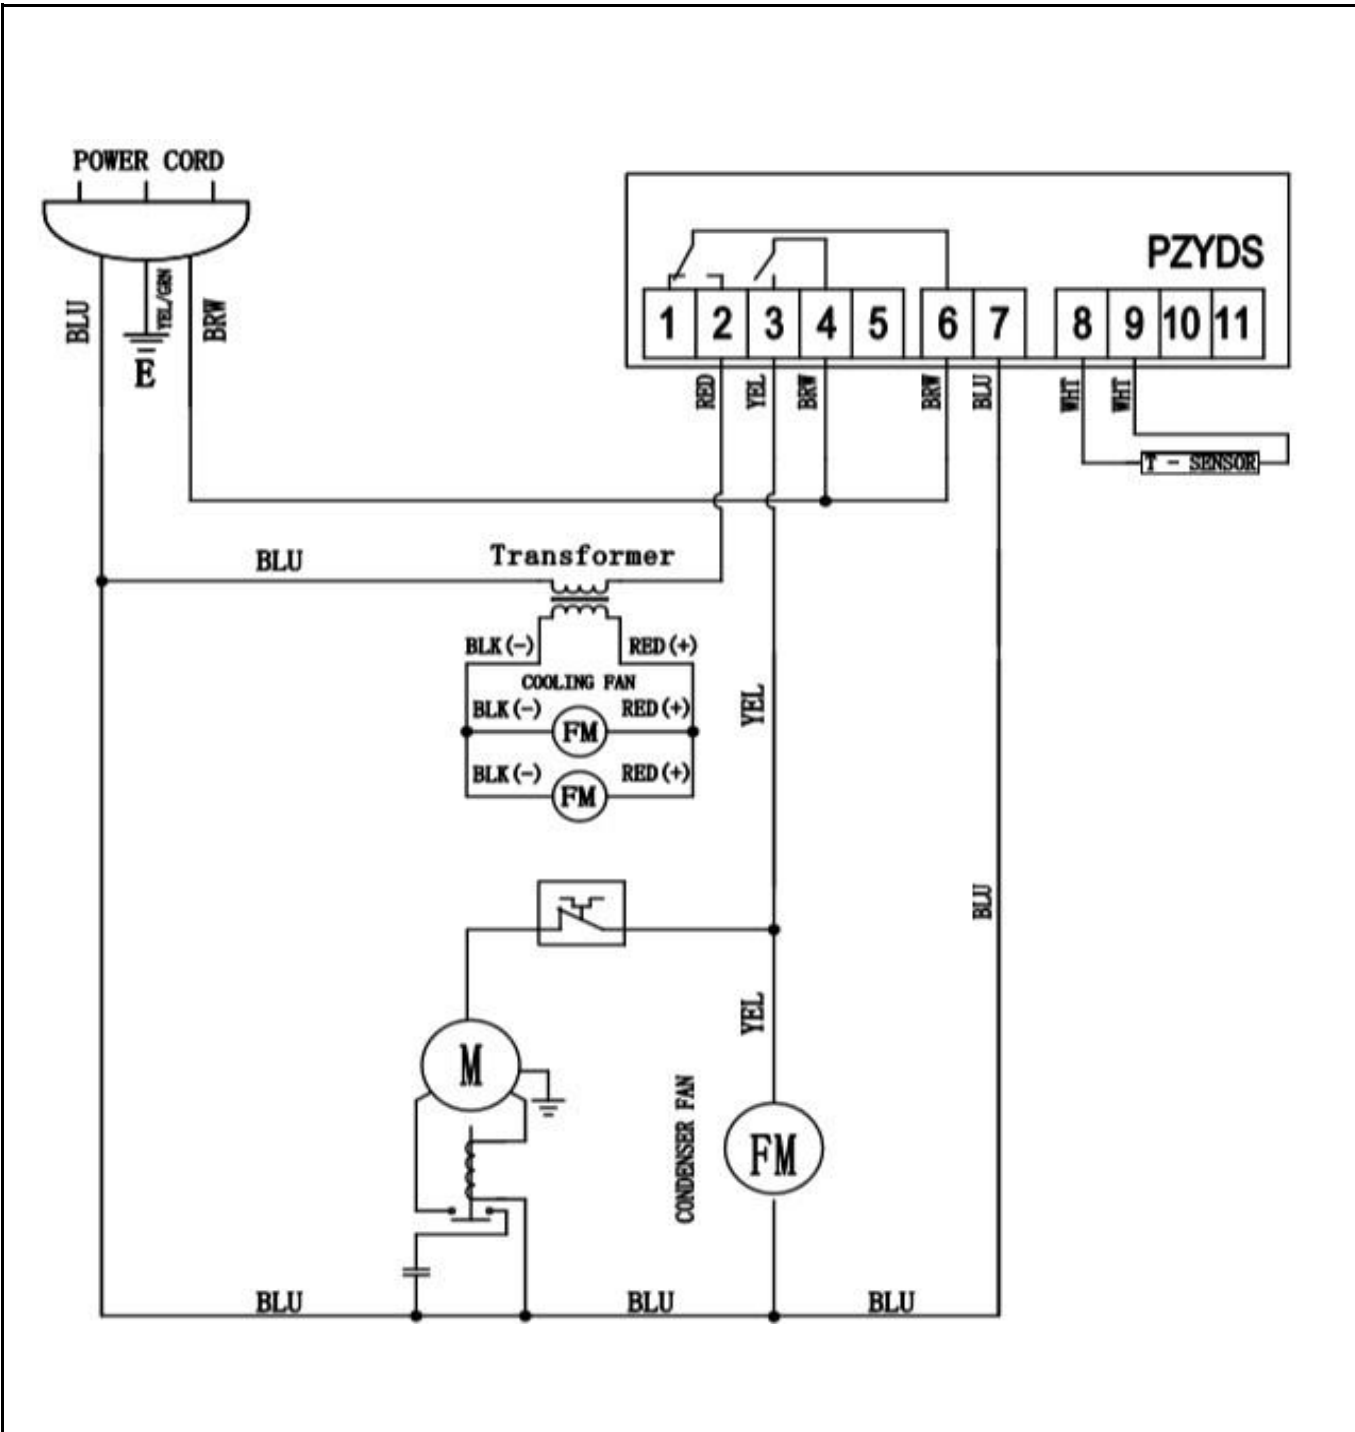 POWER CORD
BLU
YEL/GRN
BRW
E
PZYDS
1 2 3 4 5 6 7 8 9 10 11
RED
YEL
BRW
BRW
BLU
WHT
WHT
T - SENSOR
BLU
Transformer
BLK(-)
RED(+)
COOLING FAN
BLK(-)
RED(+)
FM
BLK(-)
RED(+)
FM
YEL
BLU
YEL
M
CONDENSER FAN
FM
BLU
BLU
BLU